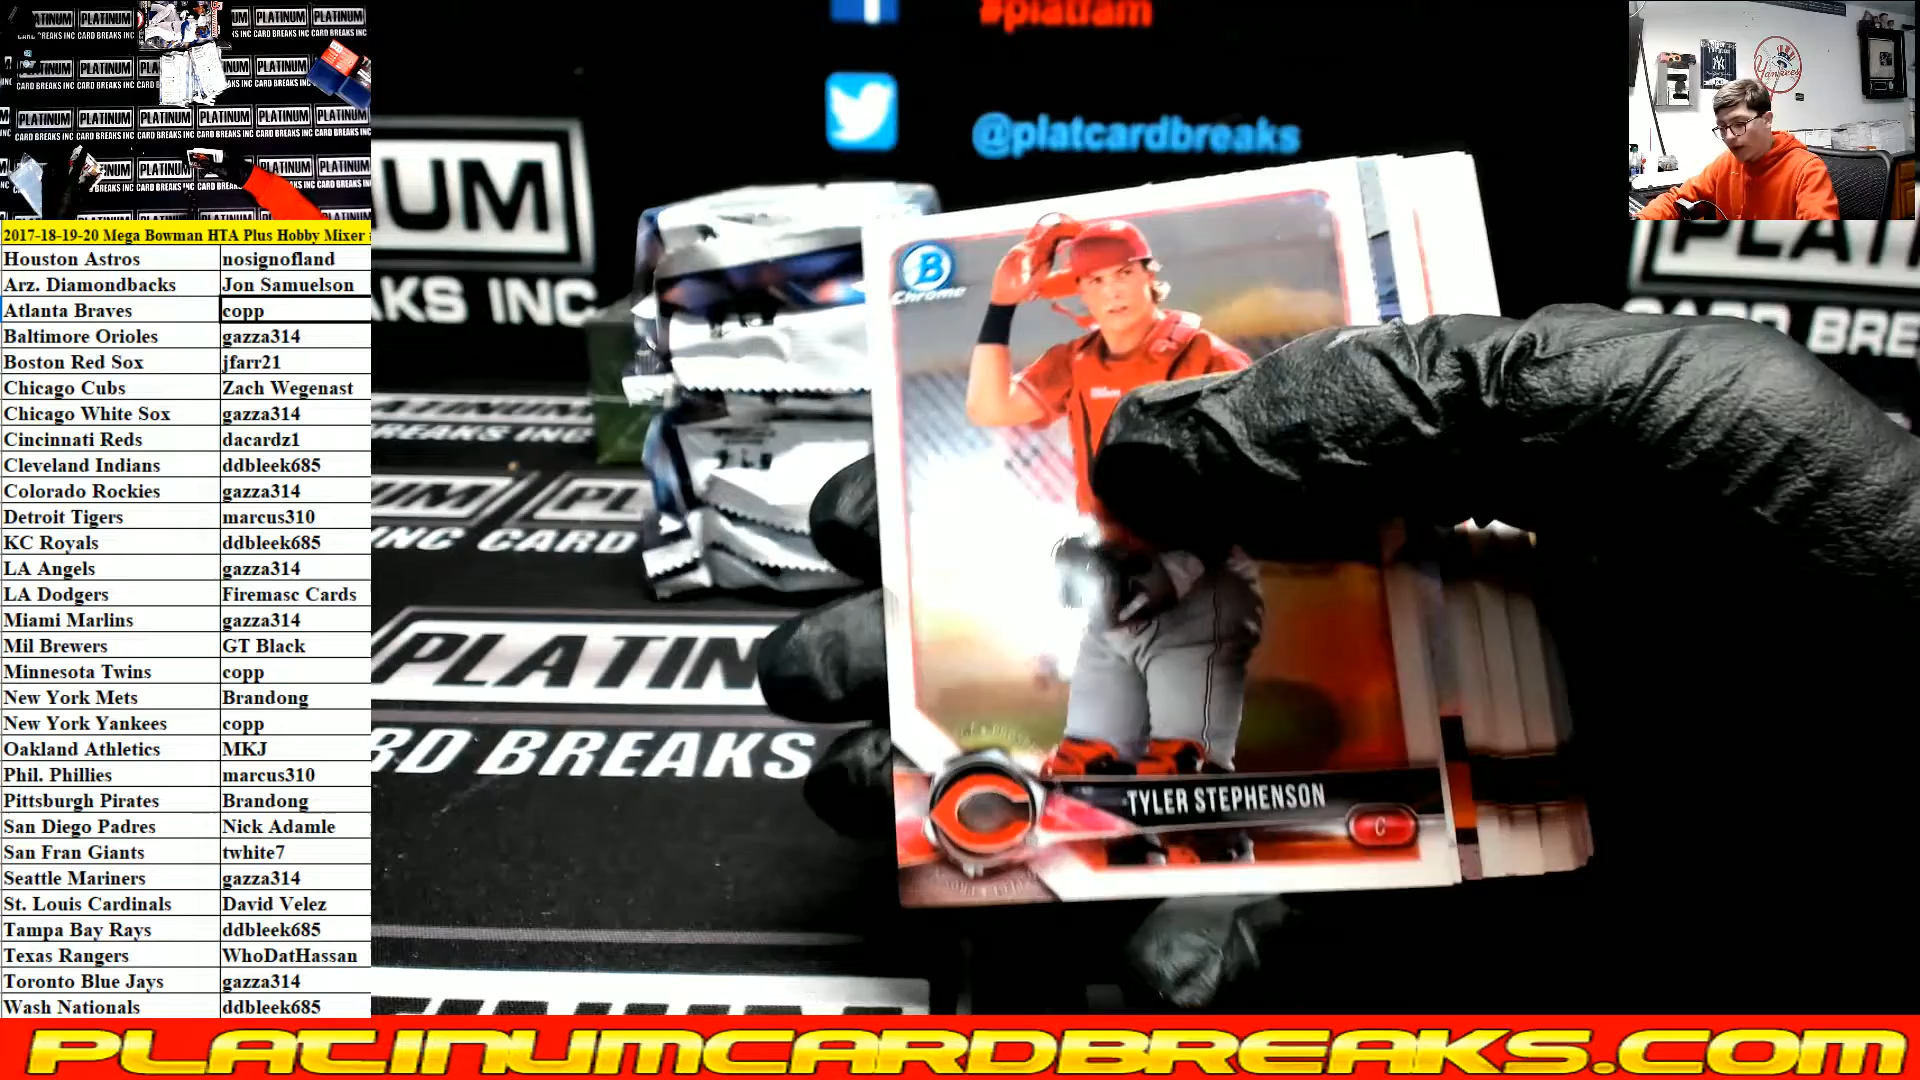 PLATINUM
CARD BREAKS INC
#platfam
@platcardbreaks
Yankees
2017-18-19-20 Mega Bowman HTA Plus Hobby Mixer
Houston Astros nosignofland
Arz. Diamondbacks Jon Samuelson
Atlanta Braves copp
Baltimore Orioles gazza314
Boston Red Sox jfarr21
Chicago Cubs Zach Wegenast
Chicago White Sox gazza314
Cincinnati Reds dacardz1
Cleveland Indians ddbleek685
Colorado Rockies gazza314
Detroit Tigers marcus310
KC Royals ddbleek685
LA Angels gazza314
LA Dodgers Firemasc Cards
Miami Marlins gazza314
Mil Brewers GT Black
Minnesota Twins copp
New York Mets Brandong
New York Yankees copp
Oakland Athletics MKJ
Phil. Phillies marcus310
Pittsburgh Pirates Brandong
San Diego Padres Nick Adamle
San Fran Giants twhite7
Seattle Mariners gazza314
St. Louis Cardinals David Velez
Tampa Bay Rays ddbleek685
Texas Rangers WhoDatHassan
Toronto Blue Jays gazza314
Wash Nationals ddbleek685
UM
KS INC
PLATIN
RD BREAKS
B
Chrome
TYLER STEPHENSON
C
PLATINUMCARDBREAKS.COM